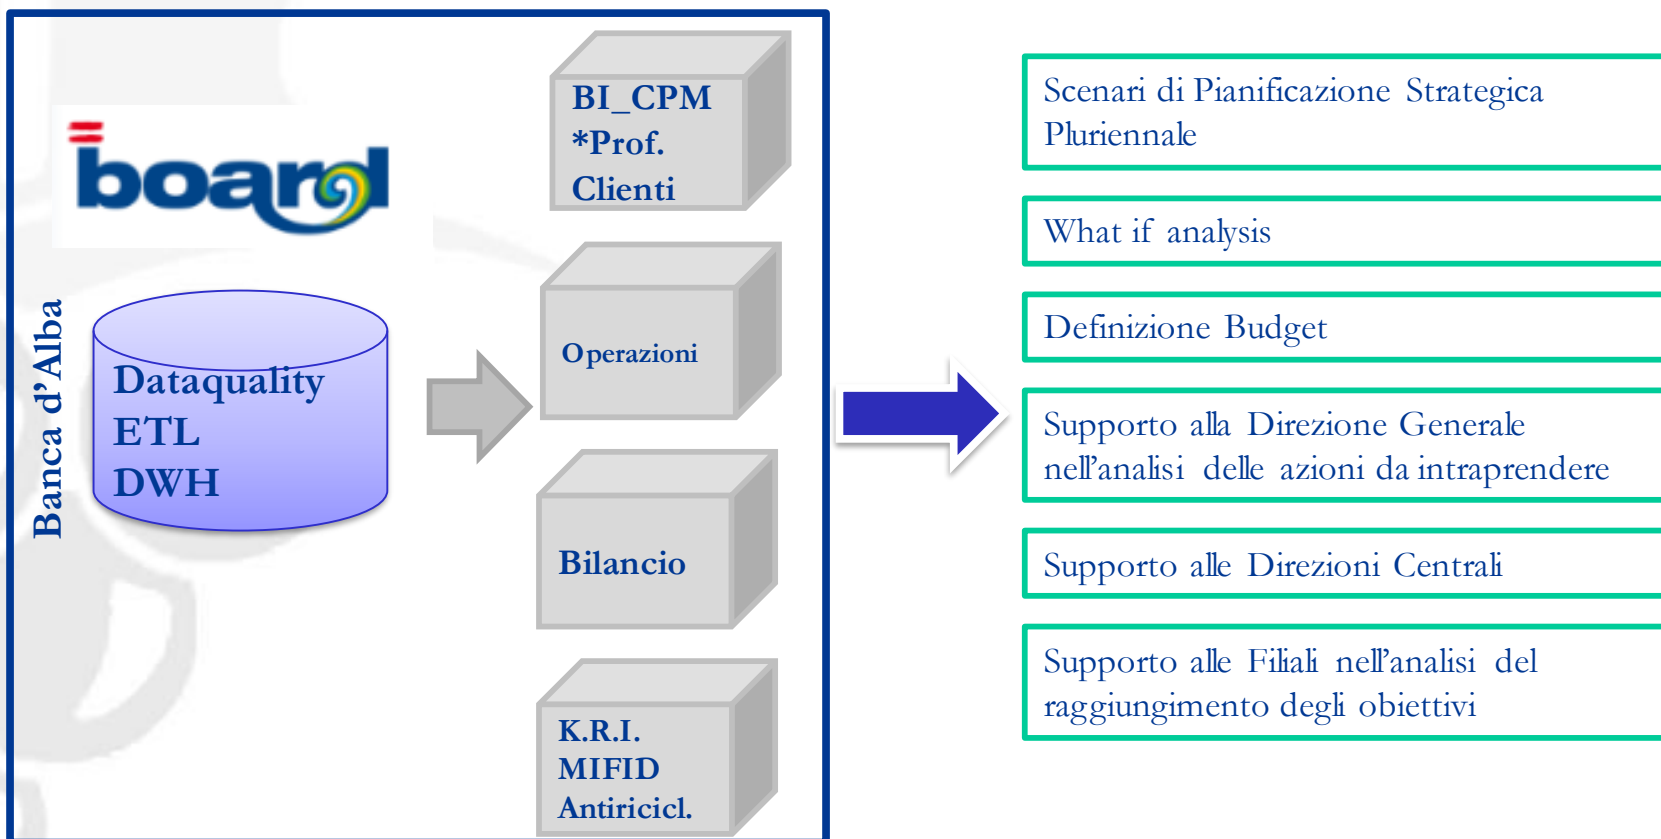 board
Banca d'Alba
Dataquality
ETL
DWH
BI_CPM
*Prof.
Clienti
Operazioni
Bilancio
K.R.I.
MIFID
Antiricicl.
Scenari di Pianificazione Strategica
Pluriennale
What if analysis
Definizione Budget
Supporto alla Direzione Generale
nell'analisi delle azioni da intraprendere
Supporto alle Direzioni Centrali
Supporto alle Filiali nell'analisi del
raggiungimento degli obiettivi